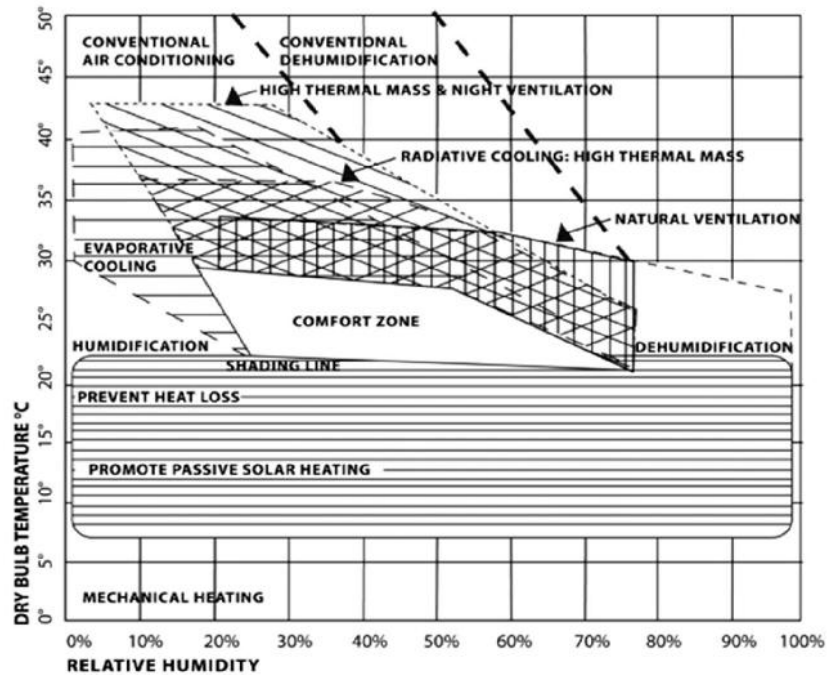 50°
CONVENTIONAL
AIR CONDITIONING
CONVENTIONAL
DEHUMIDIFICATION
45°
HIGH THERMAL MASS & NIGHT VENTILATION
40°
RADIATIVE COOLING: HIGH THERMAL MASS
35°
NATURAL VENTILATION
EVAPORATIVE
COOLING
30°
25°
COMFORT ZONE
HUMIDIFICATION
DEHUMIDIFICATION
SHADING LINE
20°
PREVENT HEAT LOSS
15°
PROMOTE PASSIVE SOLAR HEATING
10°
5°
MECHANICAL HEATING
0°
DRY BULB TEMPERATURE °C
0% 10% 20% 30% 40% 50% 60% 70% 80% 90% 100%
RELATIVE HUMIDITY